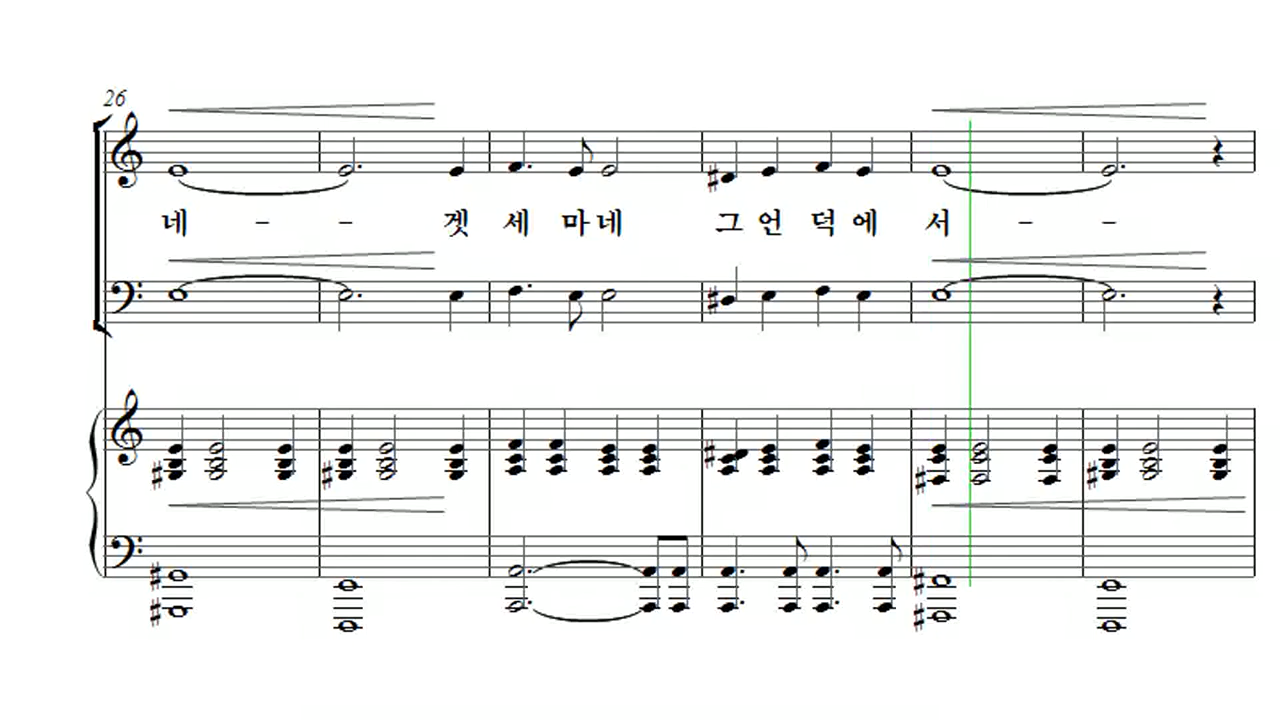 26
네 - - 겟 세 마 네 그 언 덕 에 서 - -